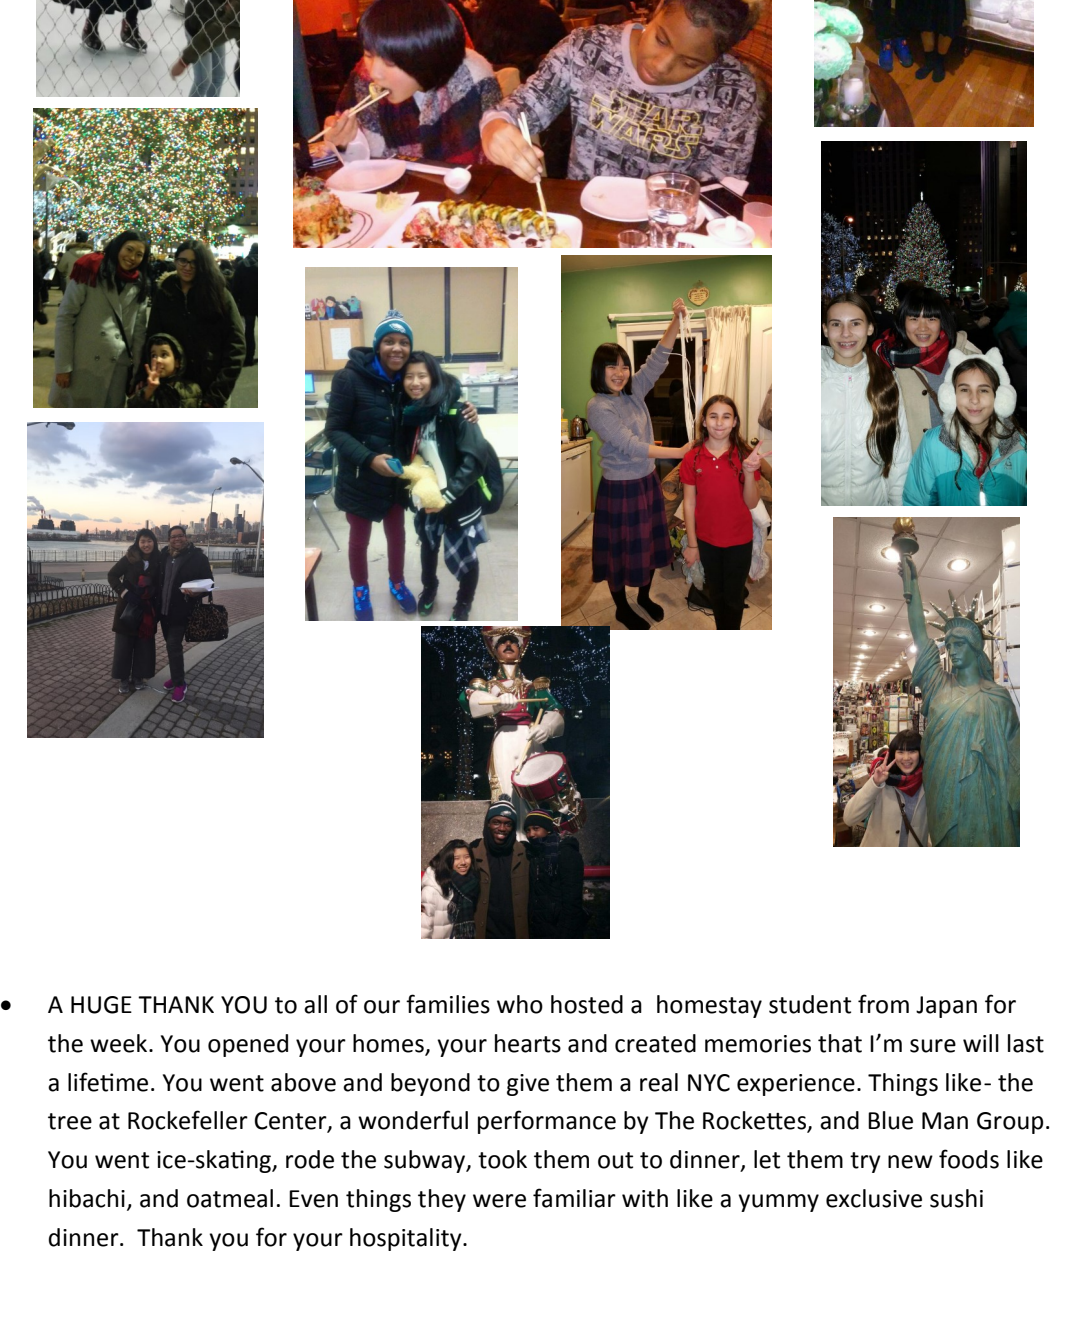 STAR
WARS
• A HUGE THANK YOU to all of our families who hosted a  homestay student from Japan for
the week. You opened your homes, your hearts and created memories that I’m sure will last
a lifetime. You went above and beyond to give them a real NYC experience. Things like- the
tree at Rockefeller Center, a wonderful performance by The Rockettes, and Blue Man Group.
You went ice-skating, rode the subway, took them out to dinner, let them try new foods like
hibachi, and oatmeal. Even things they were familiar with like a yummy exclusive sushi
dinner.  Thank you for your hospitality.